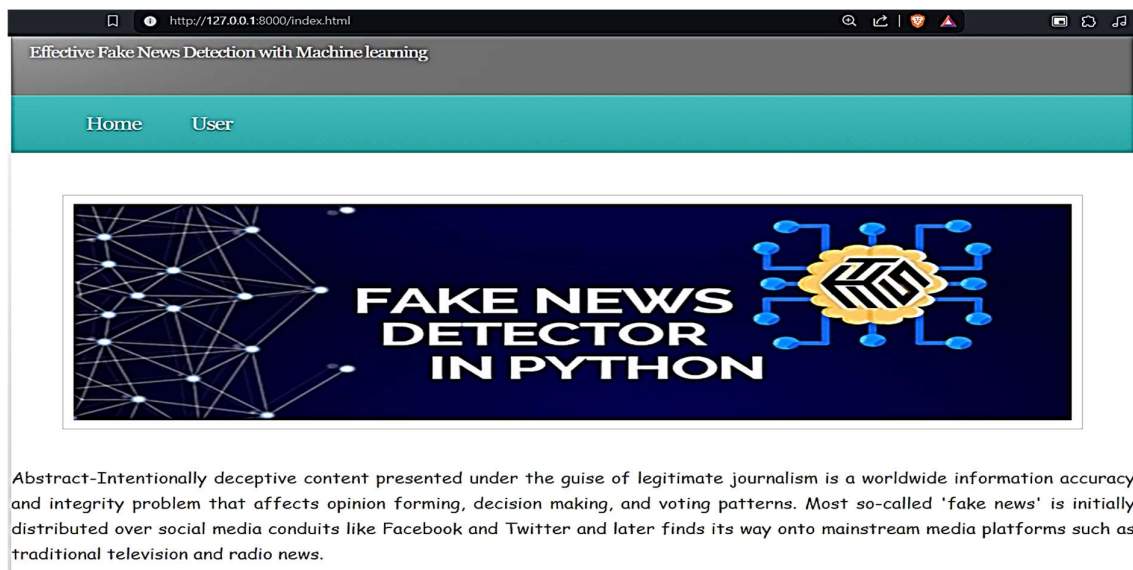 http://127.0.0.1:8000/index.html
Effective Fake News Detection with Machine learning
Home User
FAKE NEWS
DETECTOR
IN PYTHON
Abstract-Intentionally deceptive content presented under the guise of legitimate journalism is a worldwide information accuracy
and integrity problem that affects opinion forming, decision making, and voting patterns. Most so-called 'fake news' is initially
distributed over social media conduits like Facebook and Twitter and later finds its way onto mainstream media platforms such as
traditional television and radio news.